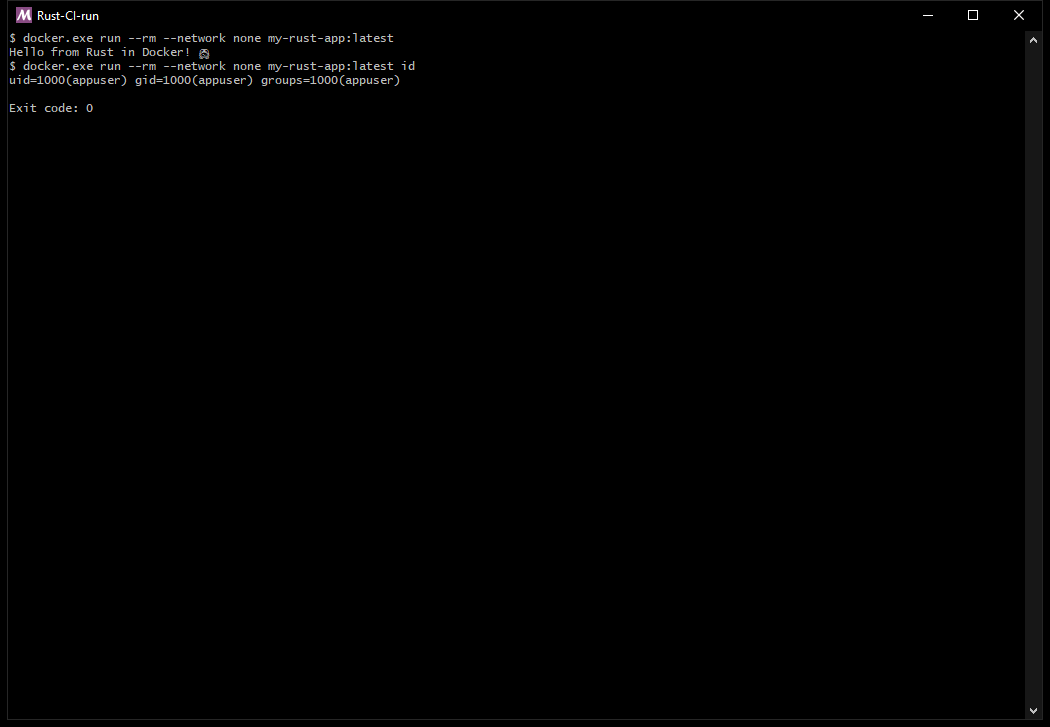 Rust-CI-run
$ docker.exe run --rm --network none my-rust-app:latest
Hello from Rust in Docker! 🦀
$ docker.exe run --rm --network none my-rust-app:latest id
uid=1000(appuser) gid=1000(appuser) groups=1000(appuser)
Exit code: 0